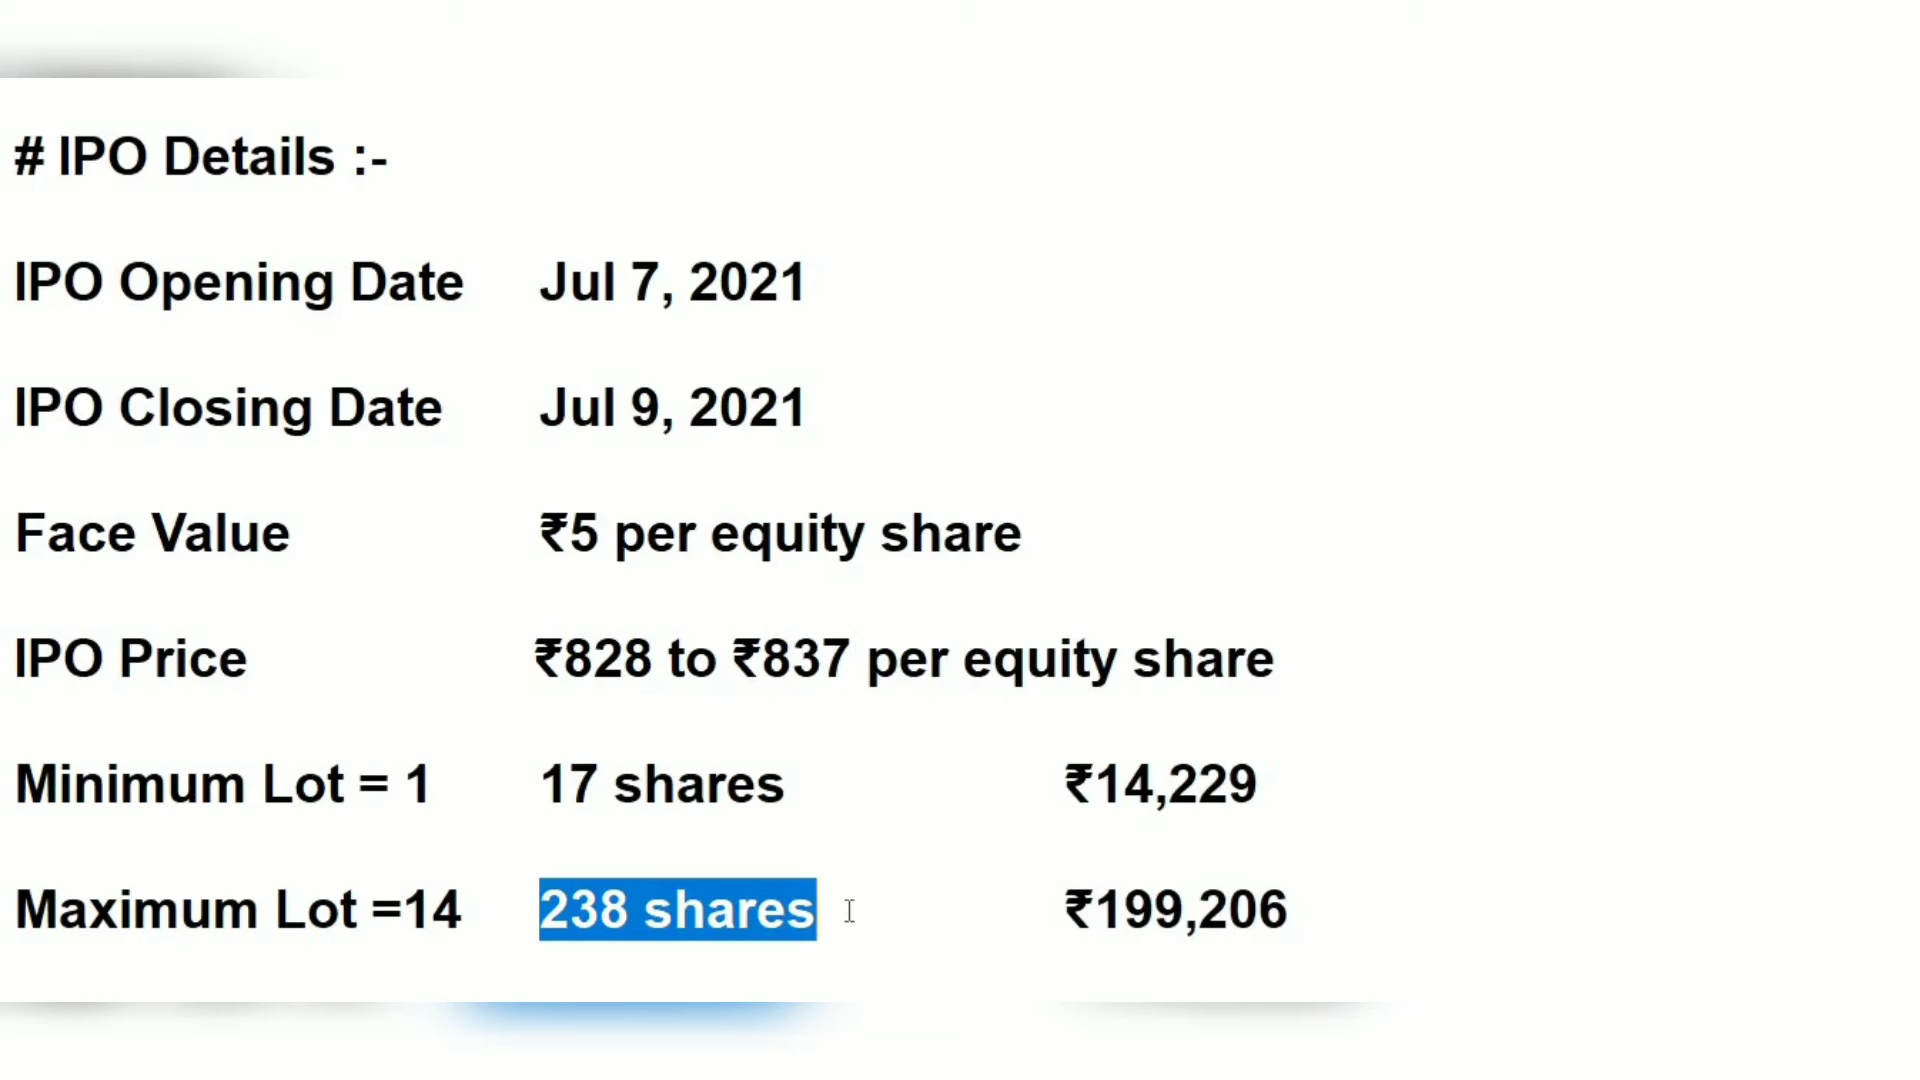 # IPO Details :-
IPO Opening Date Jul 7, 2021
IPO Closing Date Jul 9, 2021
Face Value ₹5 per equity share
IPO Price ₹828 to ₹837 per equity share
Minimum Lot = 1 17 shares ₹14,229
Maximum Lot =14 238 shares ₹199,206